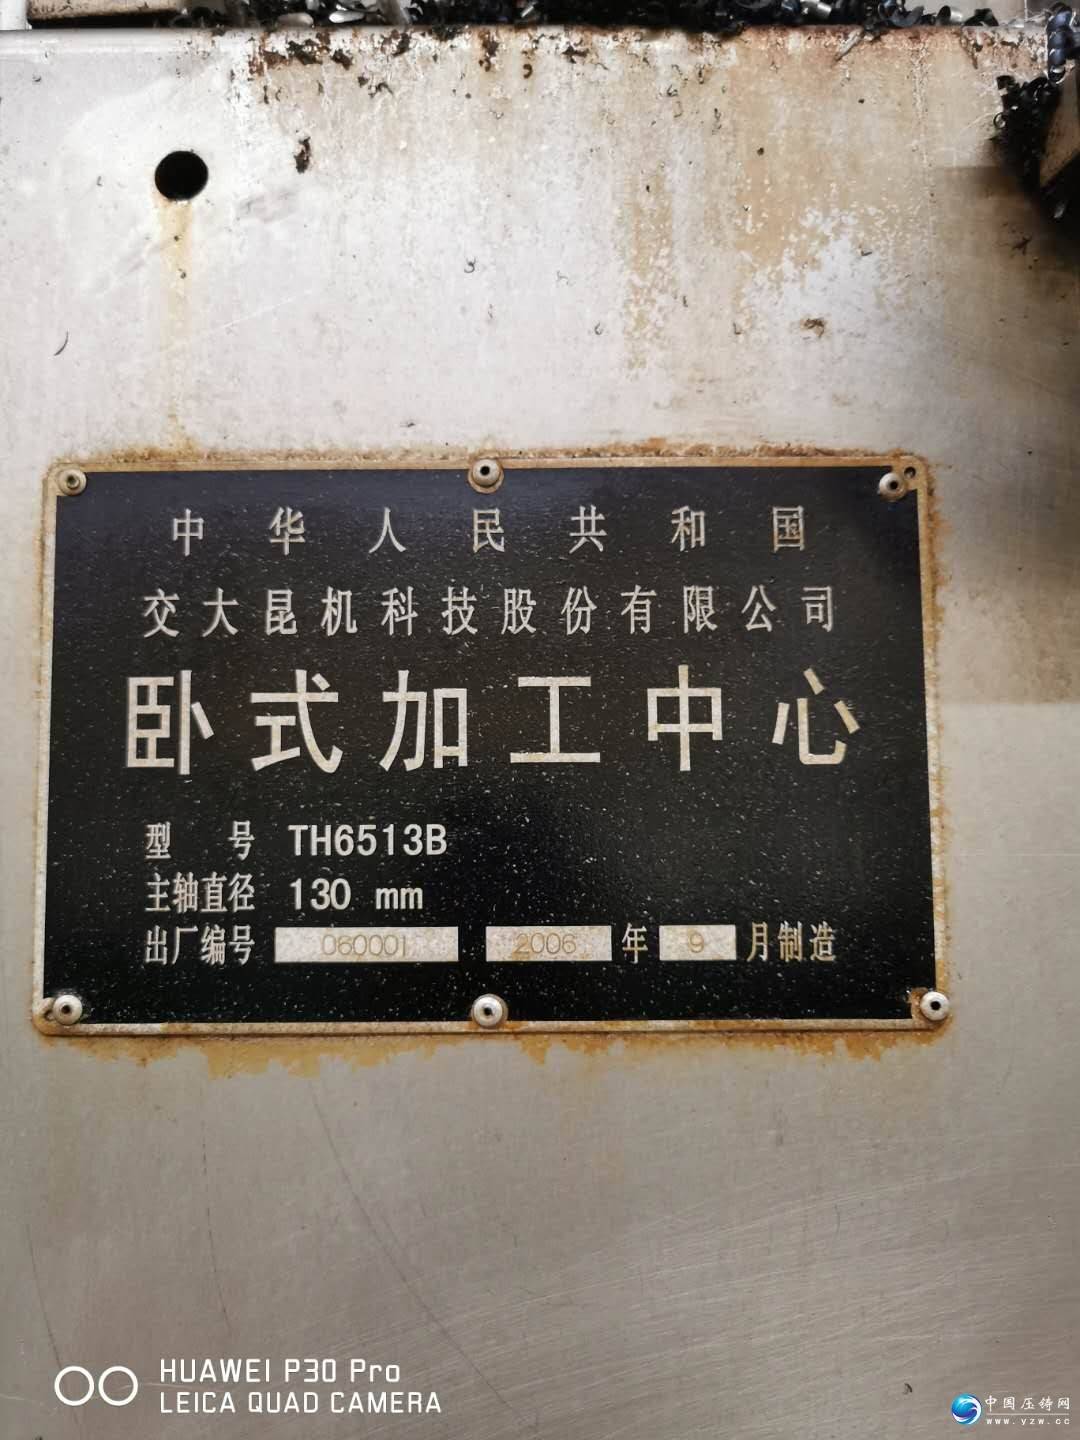 中华人民共和国
交大昆机科技股份有限公司
卧式加工中心
型号 TH6513B
主轴直径 130 mm
出厂编号 060001 2006 年 9 月制造
HUAWEI P30 Pro
LEICA QUAD CAMERA
中国压铸网
www.yzw.cc